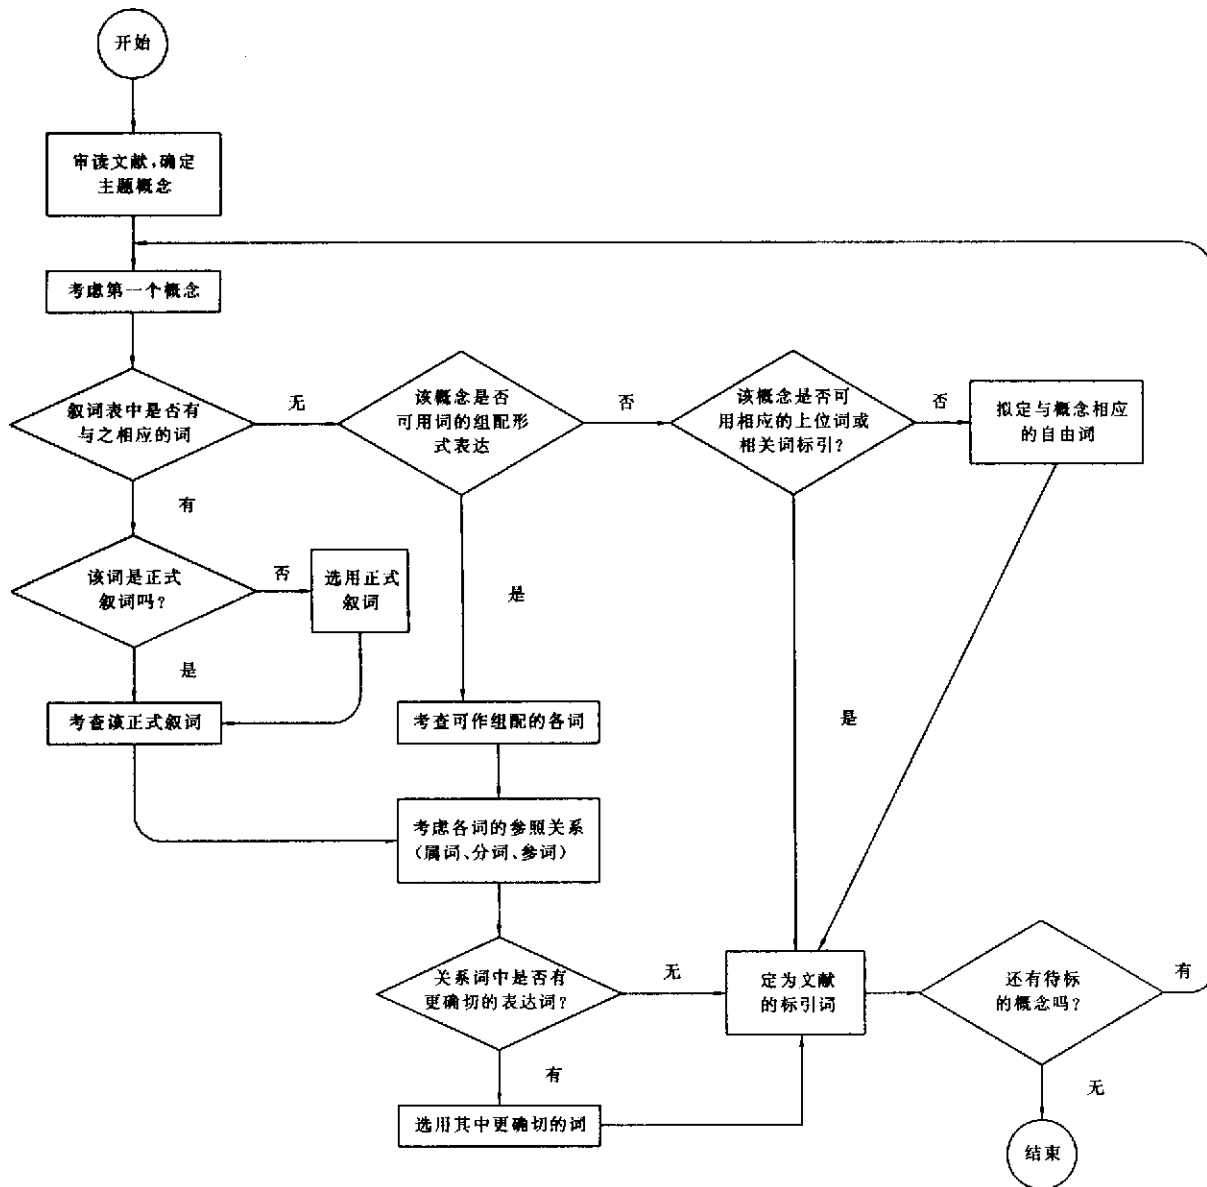 开始
审读文献,确定
主题概念
考虑第一个概念
叙词表中是否有
与之相应的词
无
该概念是否
可用词的组配形
式表达
否
该概念是否可
用相应的上位词或
相关词标引?
否
拟定与概念相应
的自由词
有
该词是正式
叙词吗?
否
选用正式
叙词
是
是
考查该正式叙词
考查可作组配的各词
是
考虑各词的参照关系
(属词、分词、参词)
关系词中是否有
更确切的表达词?
无
定为文献
的标引词
还有待标
的概念吗?
有
有
选用其中更确切的词
无
结束